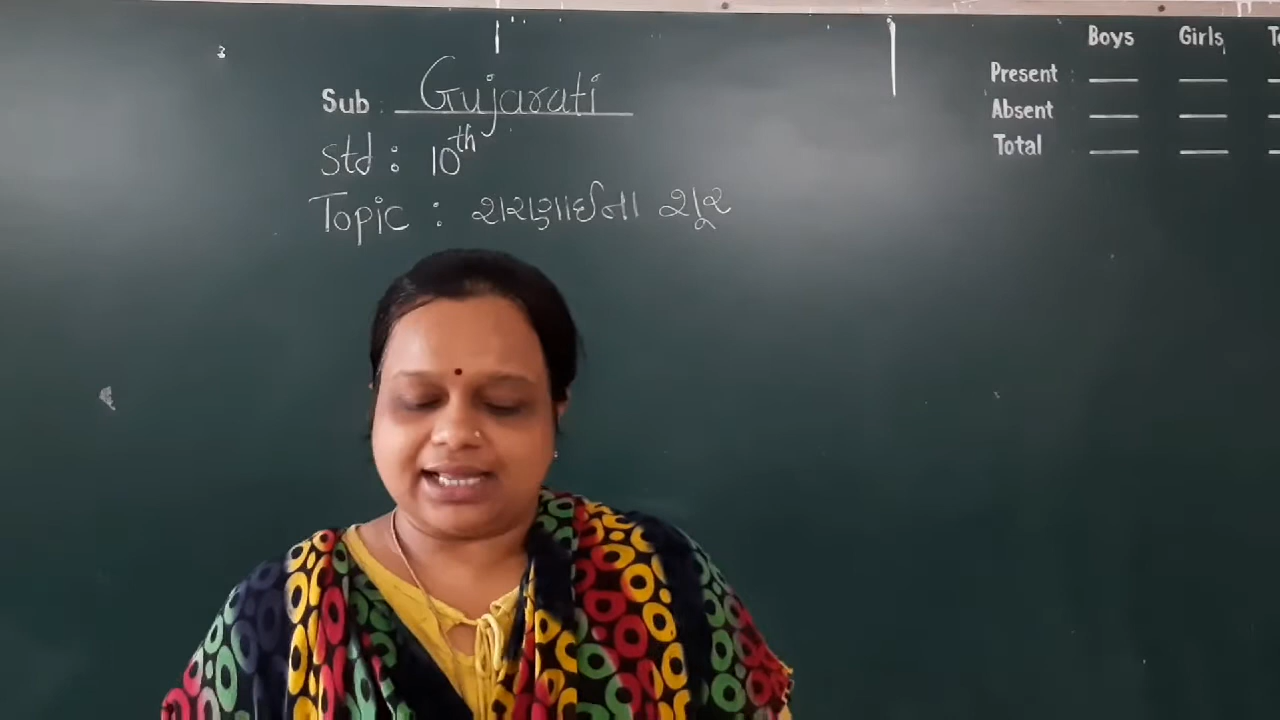 Sub : Gujarati
Std : 10th
Topic : શરણાઈના શૂર
Boys Girls
Present :
Absent
Total